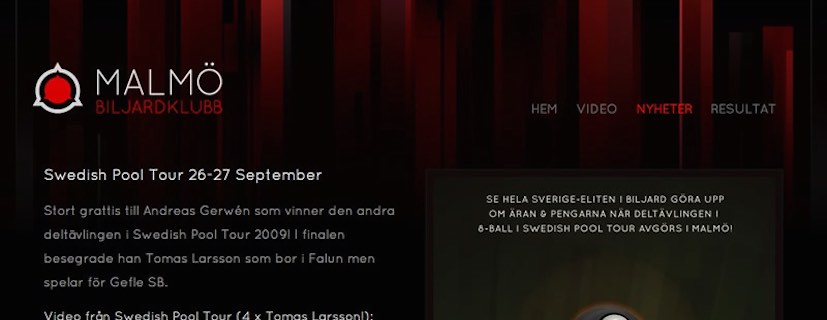 MALMÖ
BILJARDKLUBB
HEM VIDEO NYHETER RESULTAT
Swedish Pool Tour 26-27 September
Stort grattis till Andreas Gerwén som vinner den andra
deltävlingen i Swedish Pool Tour 2009! I finalen
besegrade han Tomas Larsson som bor i Falun men
spelar för Gefle SB.
Video från Swedish Pool Tour (4 x Tomas Larsson!):
SE HELA SVERIGE-ELITEN I BILJARD GÖRA UPP
OM ÄRAN & PENGARNA NÄR DELTÄVLINGEN I
8-BALL I SWEDISH POOL TOUR AVGÖRS I MALMÖ!